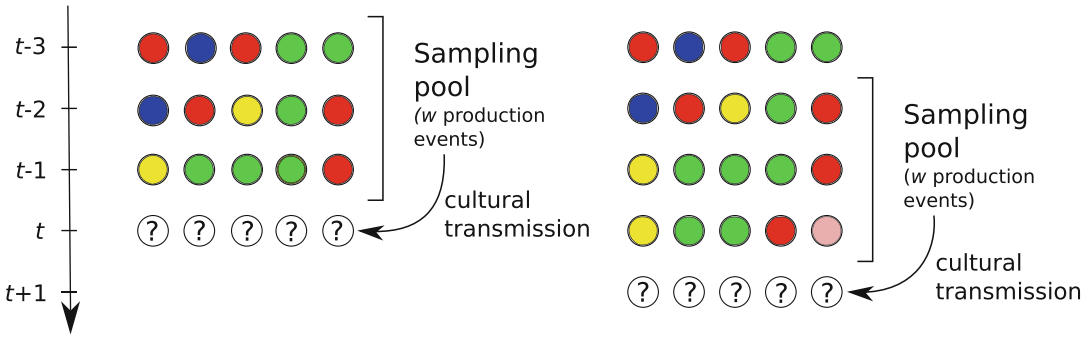 t-3
t-2
t-1
t
t+1
Sampling
pool
(w production
events)
cultural
transmission
? ? ? ? ?
Sampling
pool
(w production
events)
cultural
transmission
? ? ? ? ?